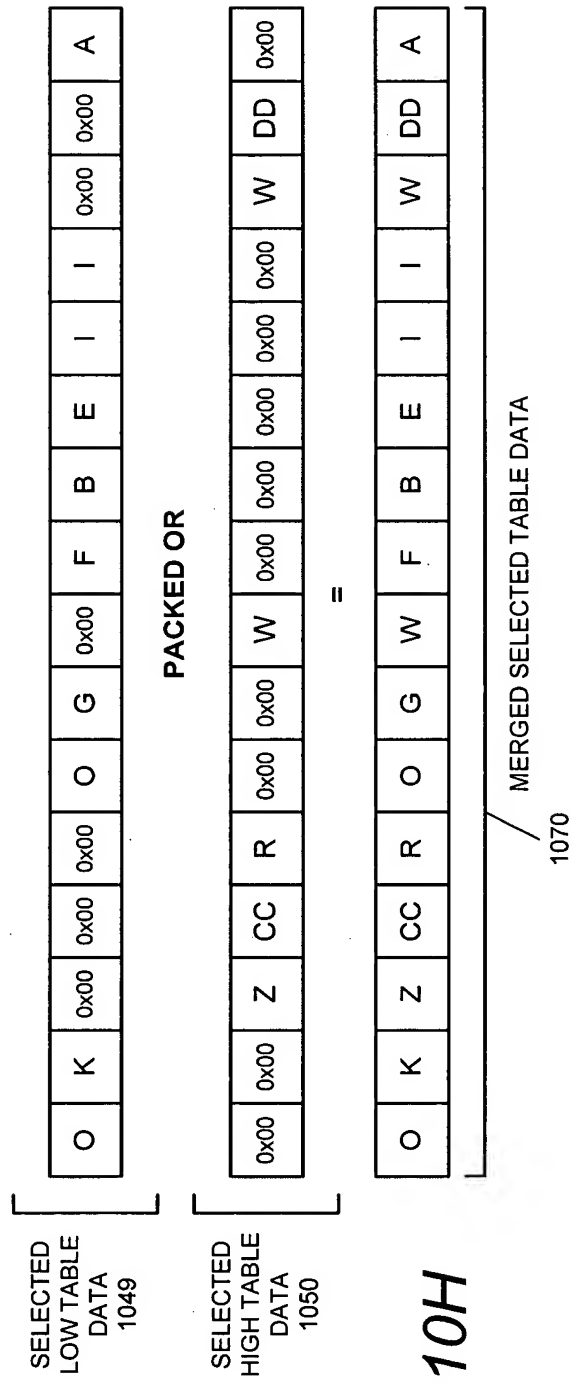 SELECTED
LOW TABLE
DATA
1049
O K 0x00 0x00 0x00 O G 0x00 F B E I I 0x00 0x00 A
PACKED OR
SELECTED
HIGH TABLE
DATA
1050
0x00 0x00 Z CC R 0x00 0x00 W 0x00 0x00 0x00 0x00 0x00 W DD 0x00
=
O K Z CC R O G W F B E I I W DD A
MERGED SELECTED TABLE DATA
1070
10H